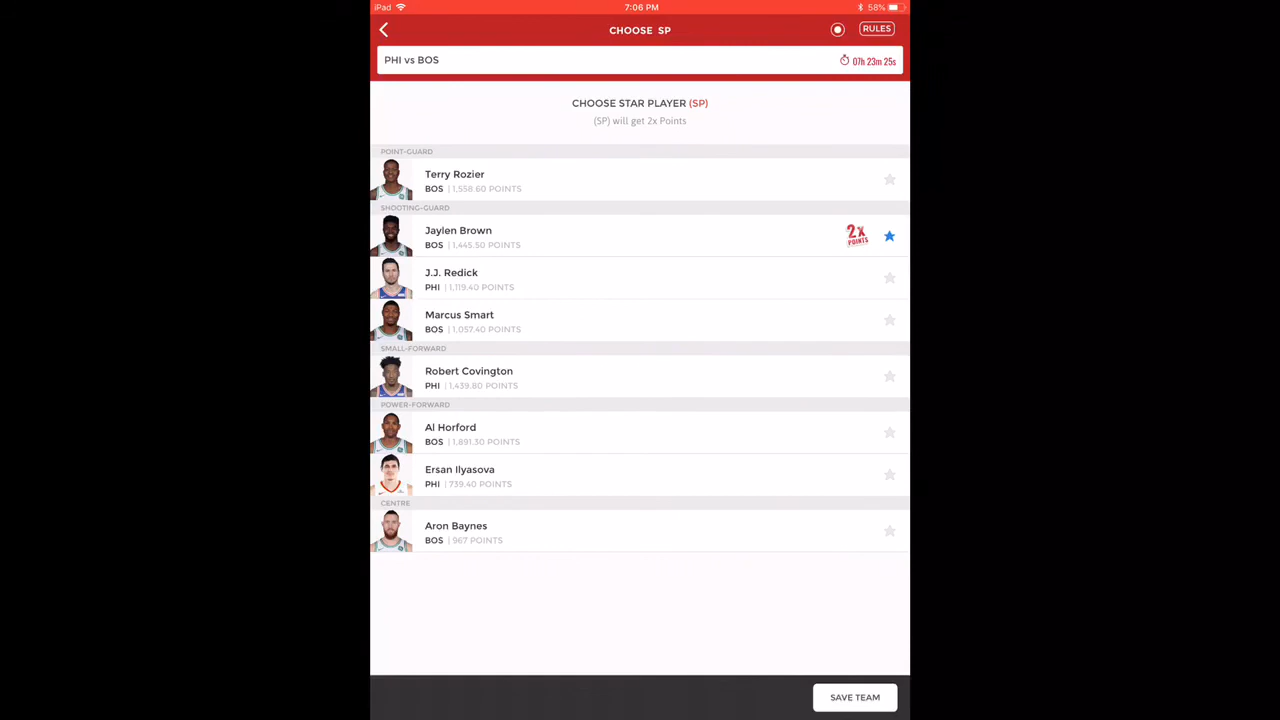 iPad 7:06 PM 58%
CHOOSE SP RULES
PHI vs BOS 07h 23m 25s
CHOOSE STAR PLAYER (SP)
(SP) will get 2x Points
POINT-GUARD
Terry Rozier
BOS | 1,558.60 POINTS
SHOOTING-GUARD
Jaylen Brown
BOS | 1,445.50 POINTS
2X
POINTS
J.J. Redick
PHI | 1,119.40 POINTS
Marcus Smart
BOS | 1,057.40 POINTS
SMALL-FORWARD
Robert Covington
PHI | 1,439.80 POINTS
POWER-FORWARD
Al Horford
BOS | 1,891.30 POINTS
Ersan Ilyasova
PHI | 739.40 POINTS
CENTRE
Aron Baynes
BOS | 967 POINTS
SAVE TEAM